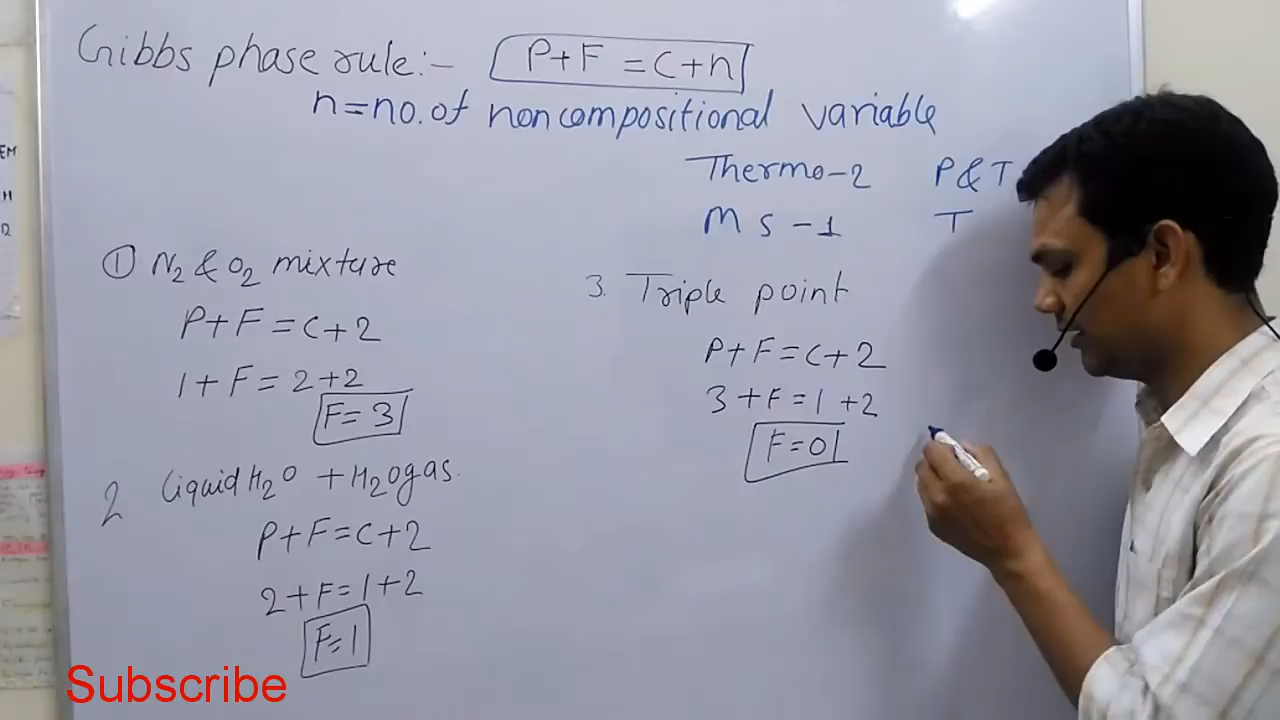 Gibbs phase rule:- P+F = C+n
n=no. of noncompositional variable
Thermo-2 P&T
MS-1 T
① N₂ & O₂ mixture
P+F = C+2
1+F = 2+2
F=3
2 Liquid H₂O + H₂O gas.
P+F=C+2
2+F=1+2
F=1
3. Triple point
P+F=C+2
3+F=1+2
F=0
EM
H
Subscribe